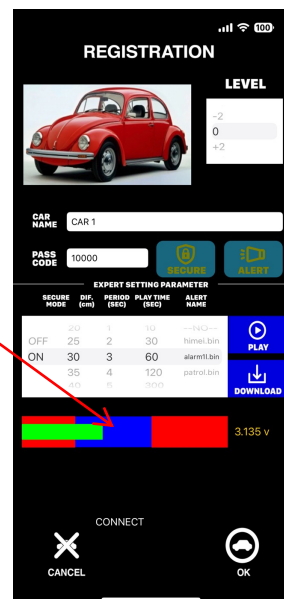 100
REGISTRATION
LEVEL
-2
0
+2
CAR NAME
CAR 1
PASS CODE
10000
SECURE
ALERT
EXPERT SETTING PARAMETER
SECURE MODE DIF. (cm) PERIOD (SEC) PLAY TIME (SEC) ALERT NAME
20 1 10 --NO--
OFF 25 2 30 himei.bin
ON 30 3 60 alarm1l.bin
35 4 120 patrol.bin
40 5 300
PLAY
DOWNLOAD
3.135 v
CONNECT
CANCEL
OK